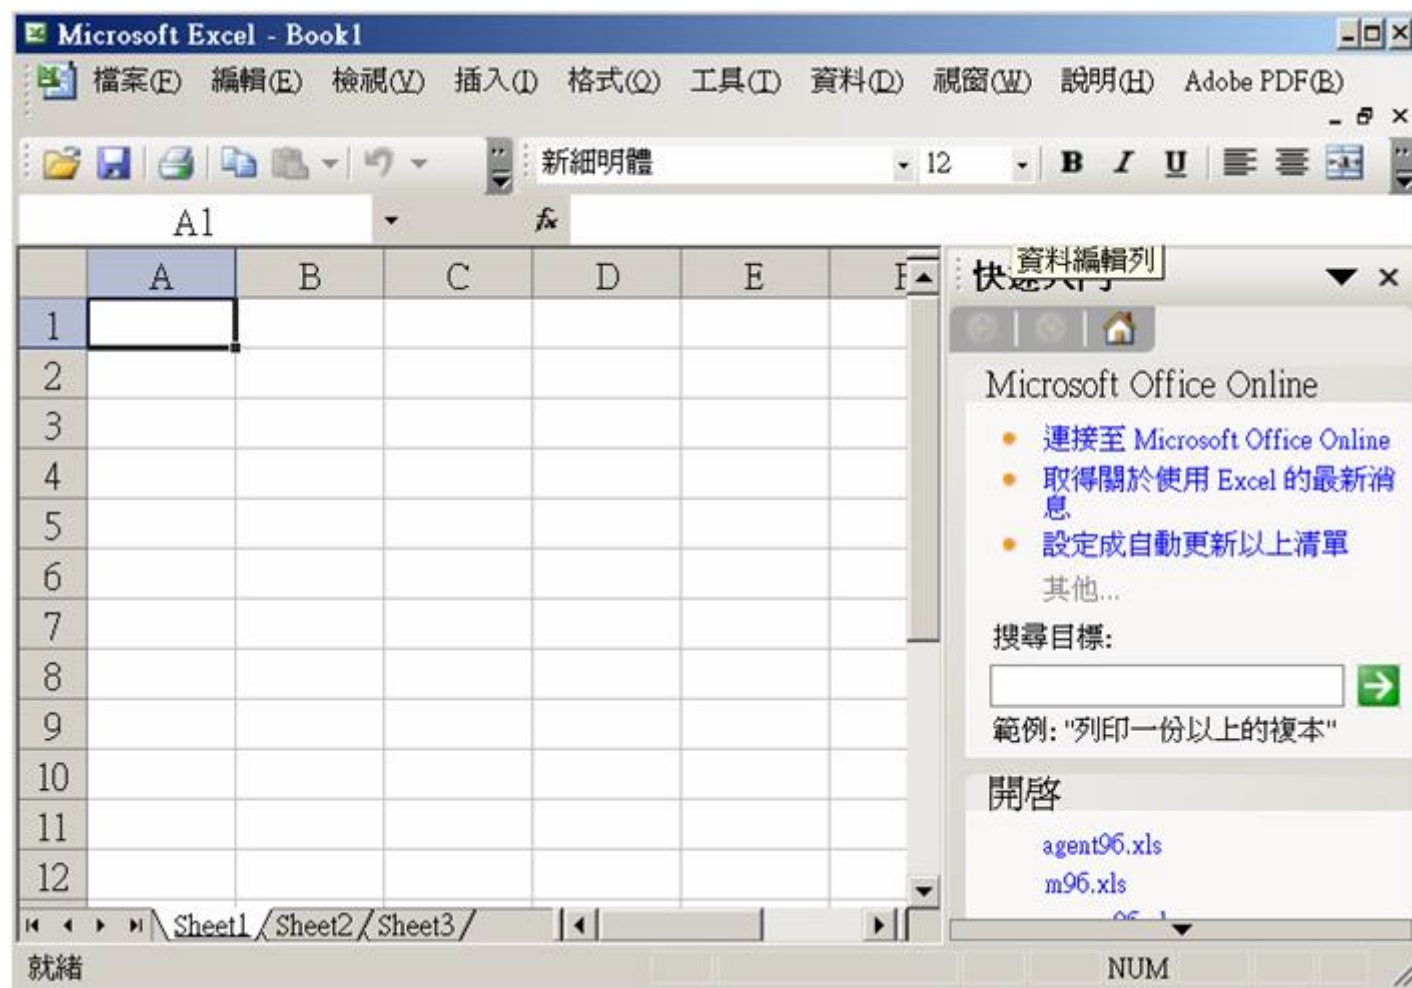 Microsoft Excel - Book1
檔案(F) 編輯(E) 檢視(V) 插入(I) 格式(O) 工具(T) 資料(D) 視窗(W) 說明(H) Adobe PDF(B)
新細明體 12 B I U
A1 fx
資料編輯列
A B C D E
快速入門
1
2
3
4
5
6
7
8
9
10
11
12
Microsoft Office Online
連接至 Microsoft Office Online
取得關於使用 Excel 的最新消
息
設定成自動更新以上清單
其他...
搜尋目標:
範例: "列印一份以上的複本"
開啓
agent96.xls
m96.xls
Sheet1 Sheet2 Sheet3
就緒 NUM